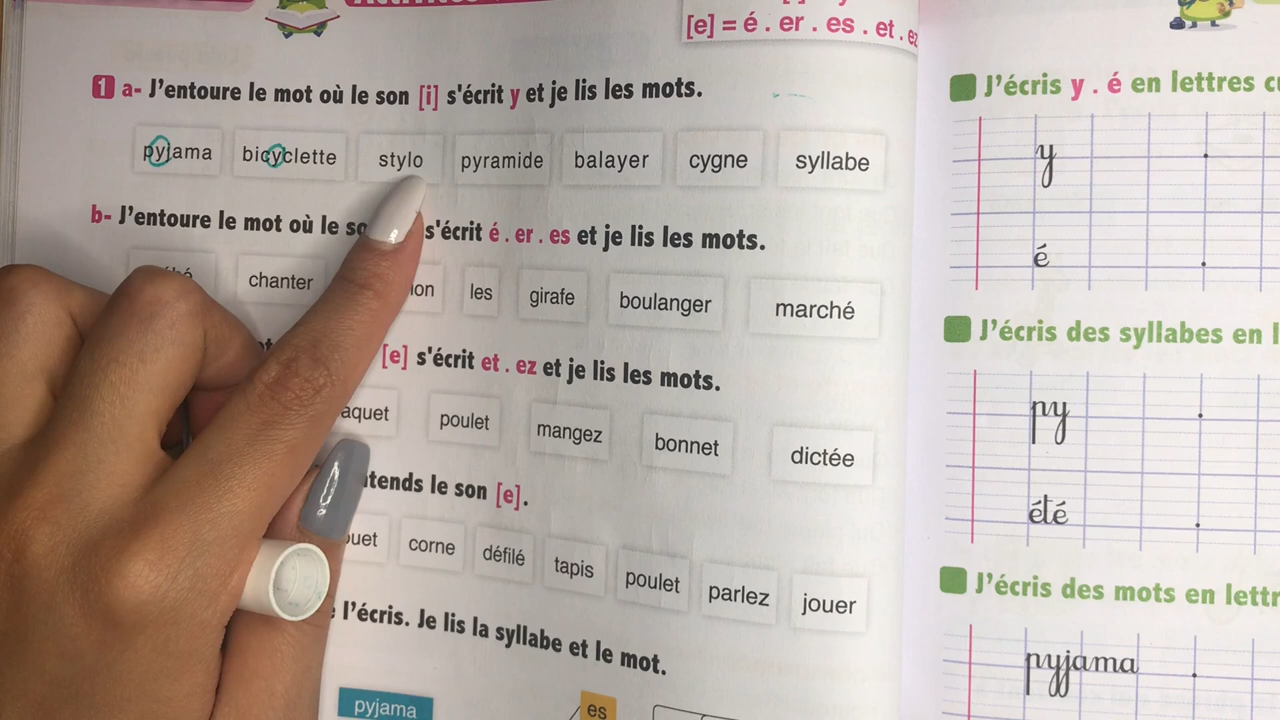 [e] = é . er . es . et . ez
1 a- J'entoure le mot où le son [i] s'écrit y et je lis les mots.
pyjama bicyclette stylo pyramide balayer cygne syllabe
b- J'entoure le mot où le s'écrit é . er . es et je lis les mots.
chanter les girafe boulanger marché
[e] s'écrit et . ez et je lis les mots.
poulet mangez bonnet dictée
le son [e].
corne défilé tapis poulet parlez jouer
l'écris. Je lis la syllabe et le mot.
pyjama es
J'écris y . é en lettres
y
é
J'écris des syllabes en
py
été
J'écris des mots en
pyjama